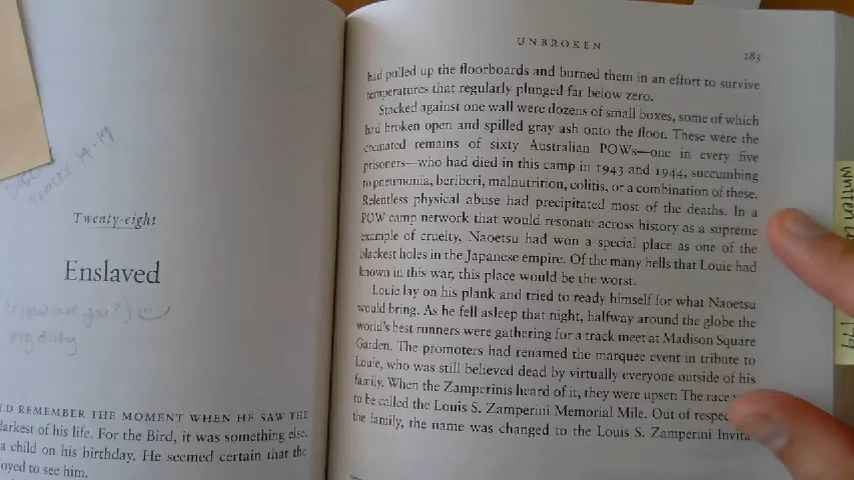 Twenty-eight
Enslaved
REMEMBER THE MOMENT WHEN HE SAW THE
darkest of his life. For the Bird, it was something else.
a child on his birthday. He seemed certain that the
to see him.
UNBROKEN
283
had pulled up the floorboards and burned them in an effort to survive
temperatures that regularly plunged far below zero.
Stacked against one wall were dozens of small boxes, some of which
had broken open and spilled gray ash onto the floor. These were the
cremated remains of sixty Australian POWs—one in every five
prisoners—who had died in this camp in 1943 and 1944, succumbing
to pneumonia, beriberi, malnutrition, colitis, or a combination of these.
Relentless physical abuse had precipitated most of the deaths. In a
POW camp network that would resonate across history as a supreme
example of cruelty, Naoetsu had won a special place as one of the
blackest holes in the Japanese empire. Of the many hells that Louie had
known in this war, this place would be the worst.
Louie lay on his plank and tried to ready himself for what Naoetsu
would bring. As he fell asleep that night, halfway around the globe the
world's best runners were gathering for a track meet at Madison Square
Garden. The promoters had renamed the marquee event in tribute to
Louie, who was still believed dead by virtually everyone outside of his
family. When the Zamperinis heard of it, they were upset: The race
to be called the Louis S. Zamperini Memorial Mile. Out of
the family, the name was changed to the Louis S. Zamperini
written